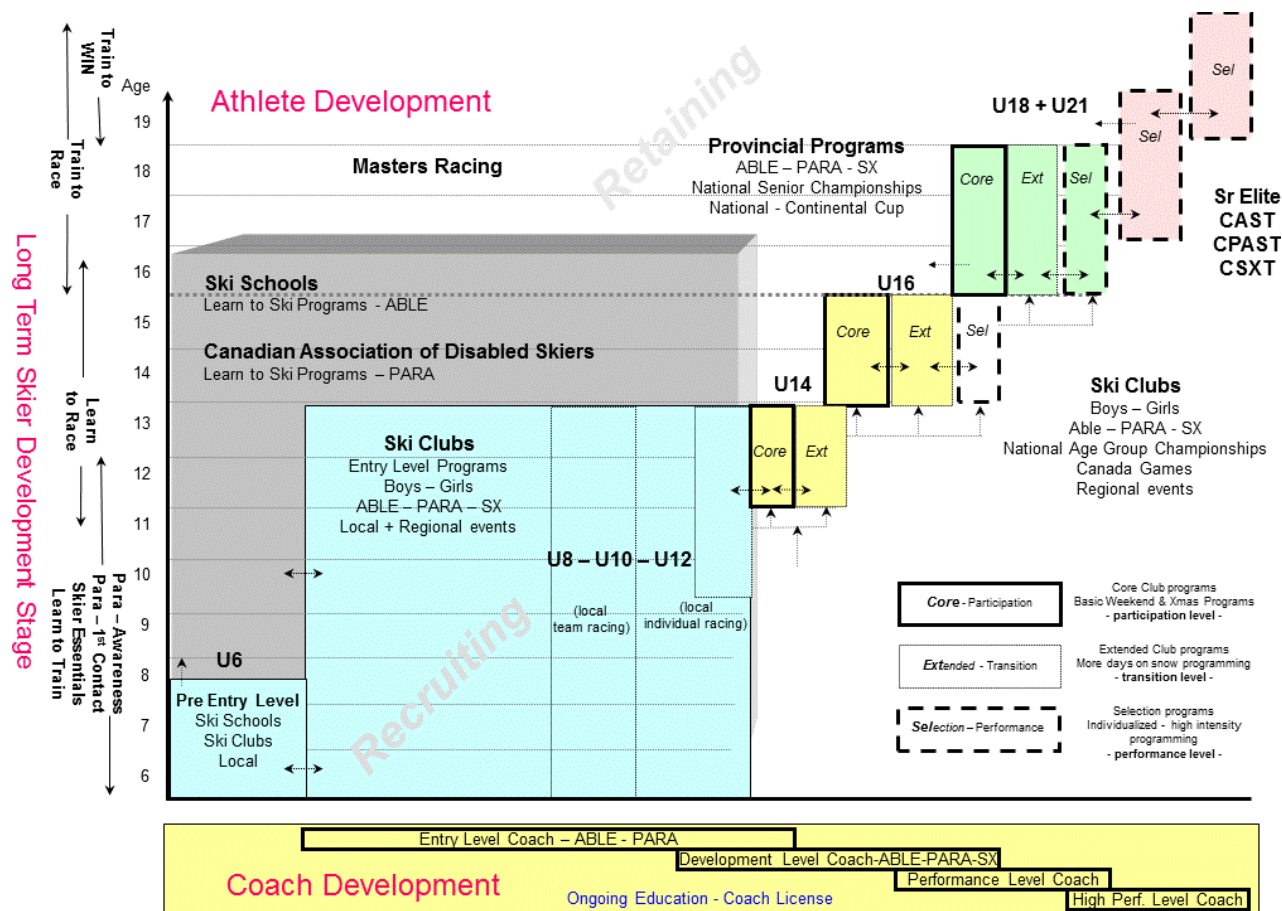 Train to
WIN
Train to
Race
Learn
to Race
Para – Awareness
Para – 1st Contact
Skier Essentials
Learn to Train
Long Term Skier Development Stage
Age
19
18
17
16
15
14
13
12
11
10
9
8
7
6
Athlete Development
Retaining
Recruiting
Masters Racing
Provincial Programs
ABLE – PARA - SX
National Senior Championships
National - Continental Cup
U18 + U21
Core
Ext
Sel
Sel
Sel
Sr Elite
CAST
CPAST
CSXT
Ski Schools
Learn to Ski Programs - ABLE
Canadian Association of Disabled Skiers
Learn to Ski Programs – PARA
U16
Core
Ext
Sel
U14
Core
Ext
Ski Clubs
Boys – Girls
Able – PARA - SX
National Age Group Championships
Canada Games
Regional events
Ski Clubs
Entry Level Programs
Boys – Girls
ABLE – PARA – SX
Local + Regional events
U8 – U10 – U12
(local
team racing)
(local
individual racing)
U6
Pre Entry Level
Ski Schools
Ski Clubs
Local
Core - Participation
Core Club programs
Basic Weekend & Xmas Programs
- participation level -
Extended - Transition
Extended Club programs
More days on snow programming
- transition level -
Selection – Performance
Selection programs
Individualized - high intensity
programming
- performance level -
Entry Level Coach – ABLE - PARA
Development Level Coach-ABLE-PARA-SX
Performance Level Coach
High Perf. Level Coach
Coach Development
Ongoing Education - Coach License